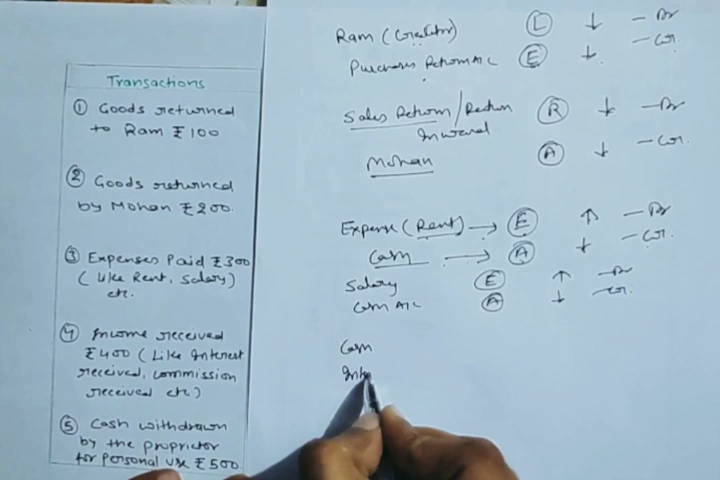 Transactions
① Goods returned
to Ram ₹100
② Goods returned
by Mohan ₹200.
③ Expenses Paid ₹300
(Like Rent, Salary)
etc.
④ Income received
₹400 (Like Interest
received, commission
received etc)
⑤ Cash withdrawn
by the proprietor
for personal use ₹500.
Ram (Creditor) L ↓ - Dr
Purchases Return A/c E ↓ - Cr.
Sales Return / Return R ↓ - Dr
Inward
Mohan A ↓ - Cr.
Expense (Rent) → E ↑ - Dr
Cash → A ↓ - Cr.
Salary E ↑ - Dr
Cash A/c A ↓ - Cr.
Cash
Inte